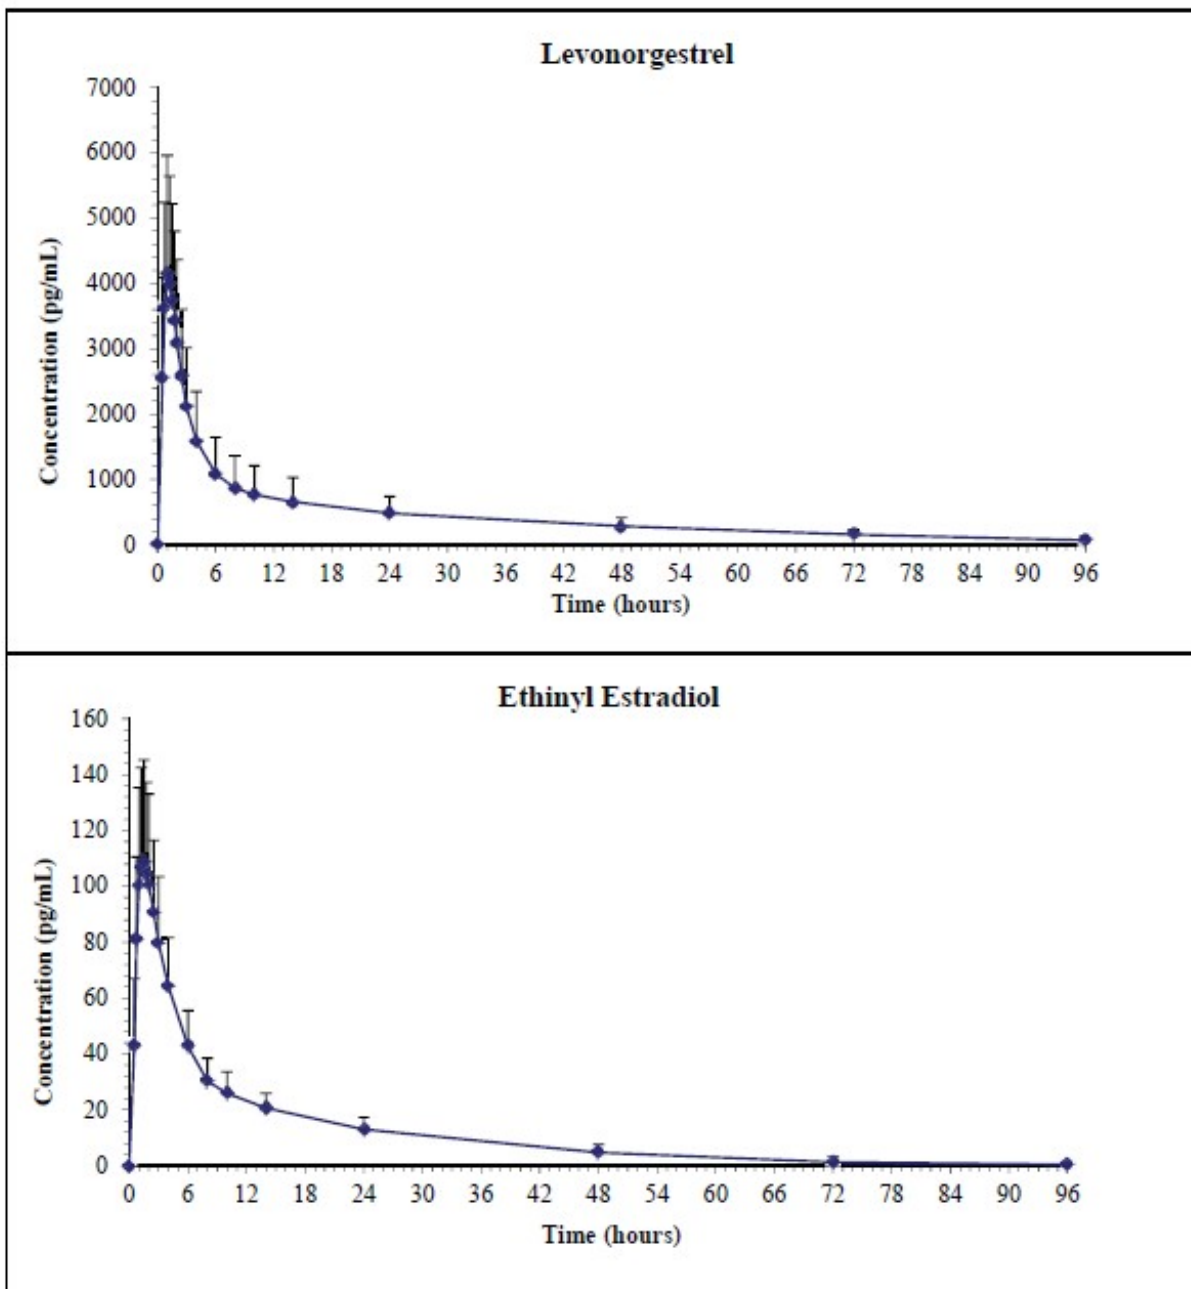 Levonorgestrel
7000
6000
5000
4000
3000
2000
1000
0
Concentration (pg/mL)
0 6 12 18 24 30 36 42 48 54 60 66 72 78 84 90 96
Time (hours)
Ethinyl Estradiol
160
140
120
100
80
60
40
20
0
Concentration (pg/mL)
0 6 12 18 24 30 36 42 48 54 60 66 72 78 84 90 96
Time (hours)